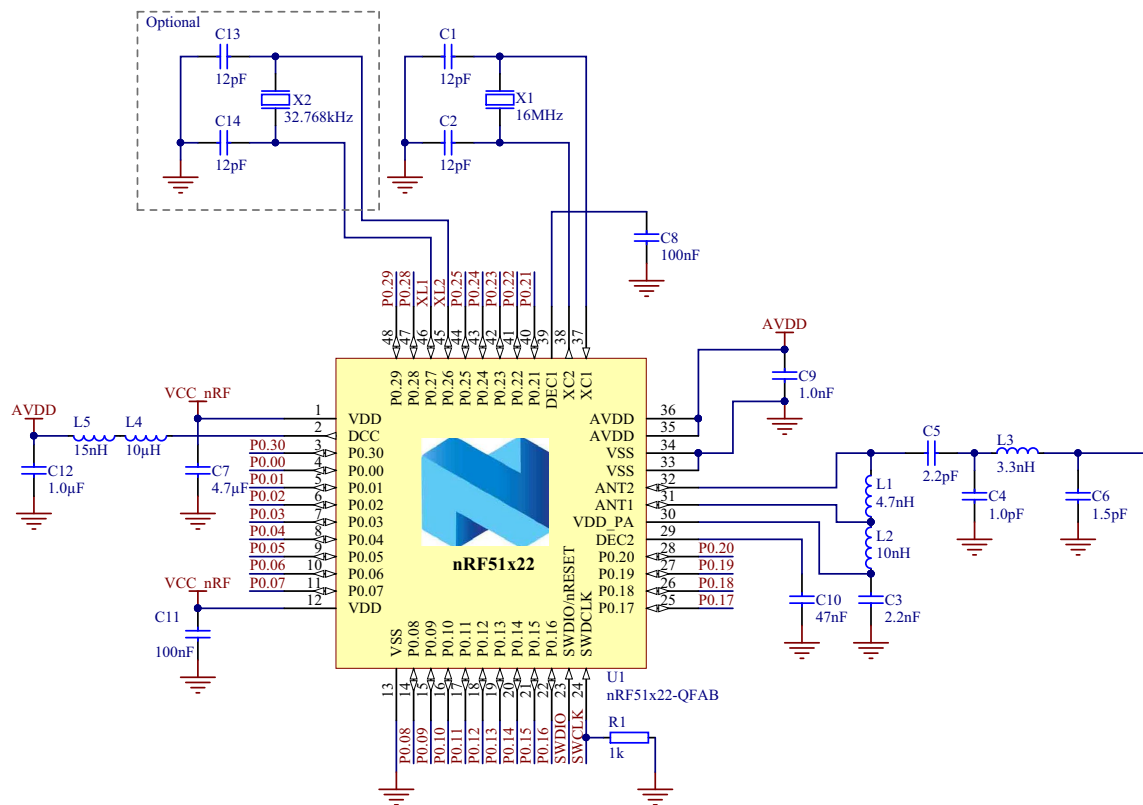 Optional
C13
12pF
X2
32.768kHz
C14
12pF
C1
12pF
X1
16MHz
C2
12pF
C8
100nF
P0.29
P0.28
XL1
XL2
P0.25
P0.24
P0.23
P0.22
P0.21
48
47
46
45
44
43
42
41
40
39
38
37
P0.29
P0.28
P0.27
P0.26
P0.25
P0.24
P0.23
P0.22
P0.21
DEC1
XC2
XC1
AVDD
C9
1.0nF
AVDD
L5
15nH
L4
10µH
C12
1.0µF
VCC_nRF
C7
4.7µF
VCC_nRF
C11
100nF
1 VDD
2 DCC
P0.30 3 P0.30
P0.00 4 P0.00
P0.01 5 P0.01
P0.02 6 P0.02
P0.03 7 P0.03
P0.04 8 P0.04
P0.05 9 P0.05
P0.06 10 P0.06
P0.07 11 P0.07
12 VDD
nRF51x22
AVDD 36
AVDD 35
VSS 34
VSS 33
ANT2 32
ANT1 31
VDD_PA 30
DEC2 29
P0.20 28 P0.20
P0.19 27 P0.19
P0.18 26 P0.18
P0.17 25 P0.17
C5
2.2pF
L3
3.3nH
L1
4.7nH
C4
1.0pF
C6
1.5pF
L2
10nH
C10
47nF
C3
2.2nF
VSS
P0.08
P0.09
P0.10
P0.11
P0.12
P0.13
P0.14
P0.15
P0.16
SWDIO/nRESET
SWDCLK
13
14
15
16
17
18
19
20
21
22
23
24
P0.08
P0.09
P0.10
P0.11
P0.12
P0.13
P0.14
P0.15
P0.16
SWDIO
SWCLK
U1
nRF51x22-QFAB
R1
1k